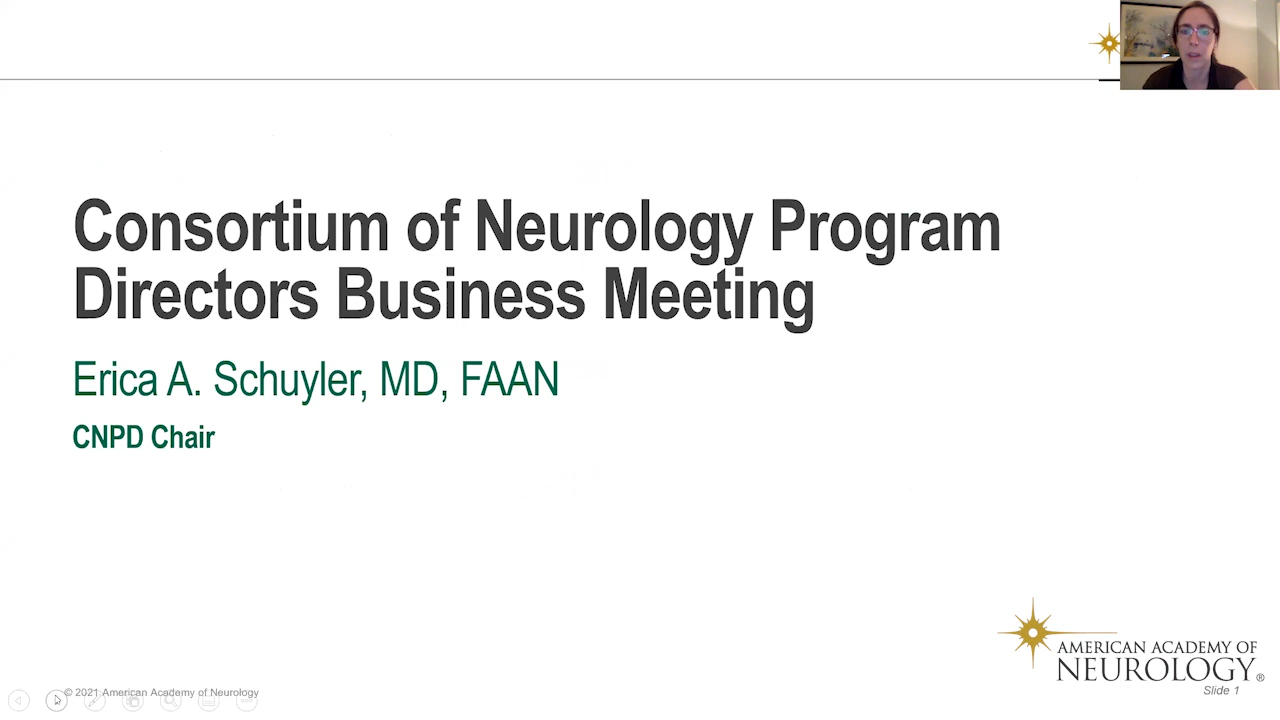 Consortium of Neurology Program
Directors Business Meeting
Erica A. Schuyler, MD, FAAN
CNPD Chair
AMERICAN ACADEMY OF
NEUROLOGY®
Slide 1
© 2021 American Academy of Neurology